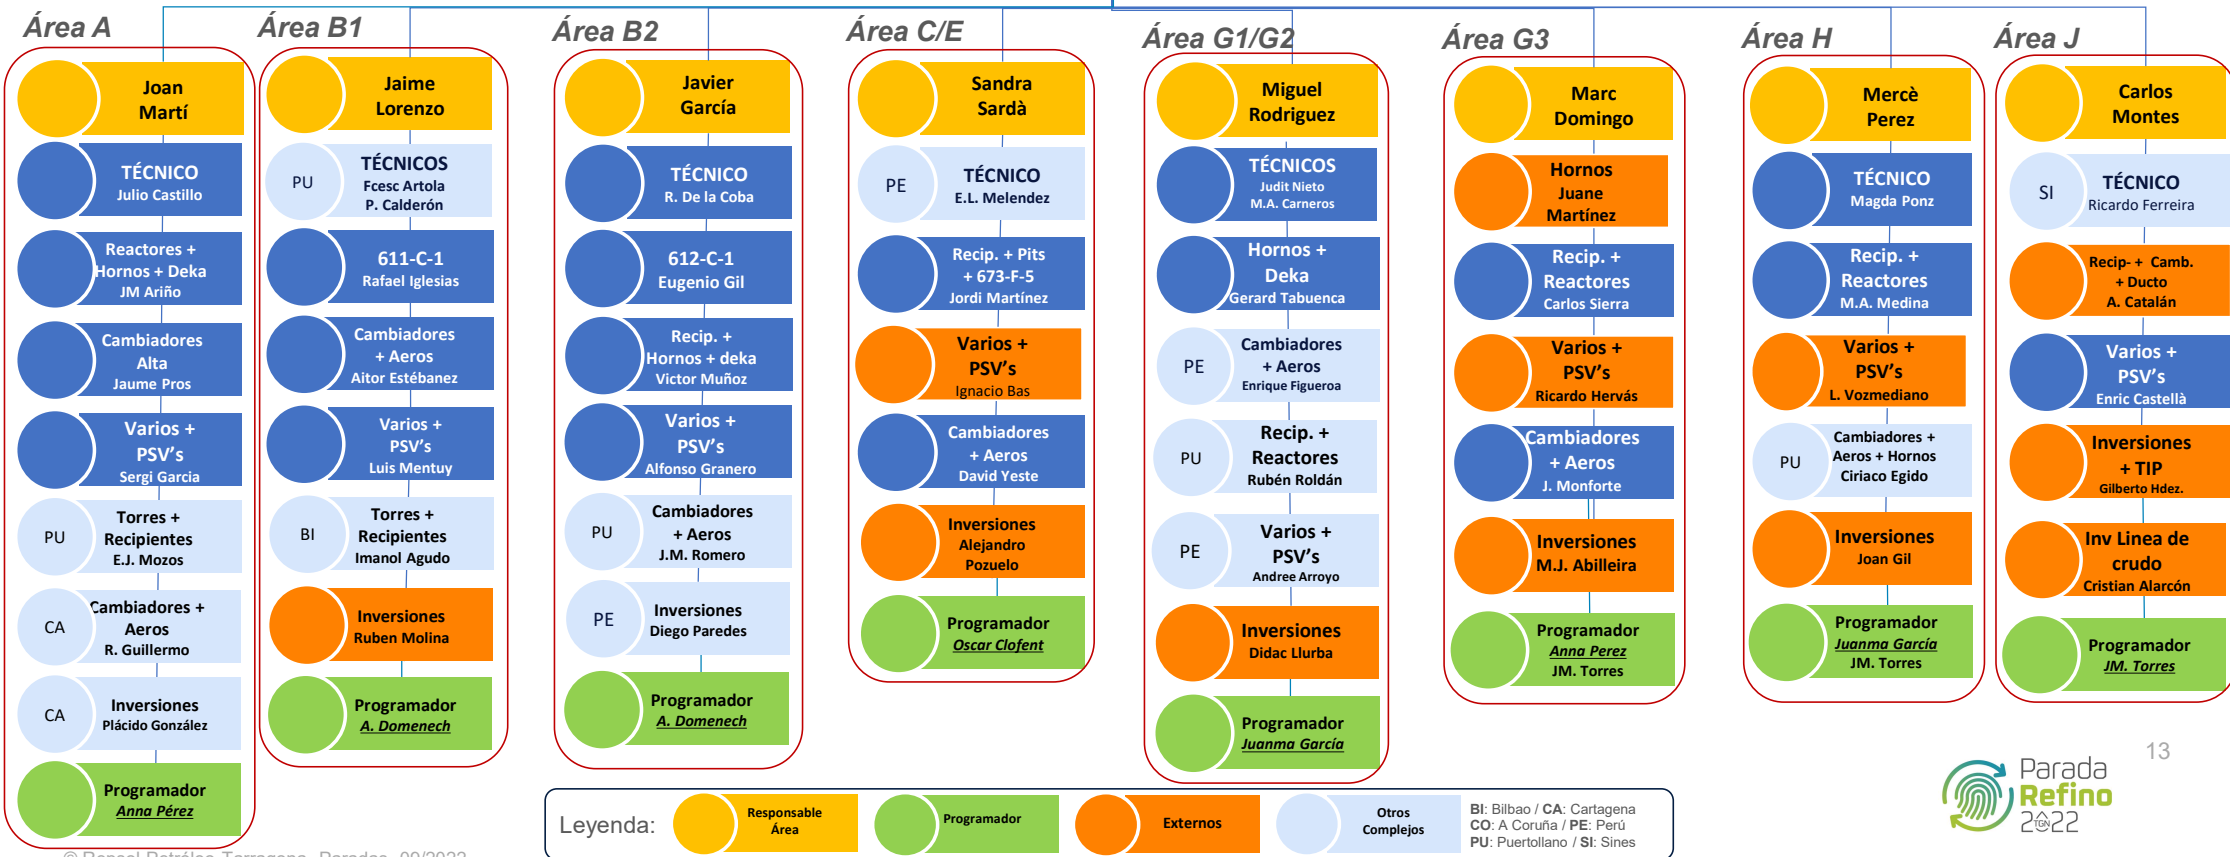 Área A
Joan
Martí
TÉCNICO
Julio Castillo
Reactores +
Hornos + Deka
JM Ariño
Cambiadores
Alta
Jaume Pros
Varios +
PSV’s
Sergi Garcia
PU
Torres +
Recipientes
E.J. Mozos
CA
Cambiadores +
Aeros
R. Guillermo
CA
Inversiones
Plácido González
Programador
Anna Pérez
Área B1
Jaime
Lorenzo
PU
TÉCNICOS
Fcesc Artola
P. Calderón
611-C-1
Rafael Iglesias
Cambiadores
+ Aeros
Aitor Estébanez
Varios +
PSV’s
Luis Mentuy
BI
Torres +
Recipientes
Imanol Agudo
Inversiones
Ruben Molina
Programador
A. Domenech
Área B2
Javier
García
TÉCNICO
R. De la Coba
612-C-1
Eugenio Gil
Recip. +
Hornos + deka
Victor Muñoz
Varios +
PSV’s
Alfonso Granero
PU
Cambiadores
+ Aeros
J.M. Romero
PE
Inversiones
Diego Paredes
Programador
A. Domenech
Área C/E
Sandra
Sardà
PE
TÉCNICO
E.L. Melendez
Recip. + Pits
+ 673-F-5
Jordi Martínez
Varios +
PSV’s
Ignacio Bas
Cambiadores
+ Aeros
David Yeste
Inversiones
Alejandro
Pozuelo
Programador
Oscar Clofent
Área G1/G2
Miguel
Rodriguez
TÉCNICOS
Judit Nieto
M.A. Carneros
Hornos +
Deka
Gerard Tabuenca
PE
Cambiadores
+ Aeros
Enrique Figueroa
PU
Recip. +
Reactores
Rubén Roldán
PE
Varios +
PSV’s
Andree Arroyo
Inversiones
Didac Llurba
Programador
Juanma García
Área G3
Marc
Domingo
Hornos
Juane
Martínez
Recip. +
Reactores
Carlos Sierra
Varios +
PSV’s
Ricardo Hervás
Cambiadores
+ Aeros
J. Monforte
Inversiones
M.J. Abilleira
Programador
Anna Perez
JM. Torres
Área H
Mercè
Perez
TÉCNICO
Magda Ponz
Recip. +
Reactores
M.A. Medina
Varios +
PSV’s
L. Vozmediano
PU
Cambiadores +
Aeros + Hornos
Ciriaco Egido
Inversiones
Joan Gil
Programador
Juanma García
JM. Torres
Área J
Carlos
Montes
SI
TÉCNICO
Ricardo Ferreira
Recip- + Camb.
+ Ducto
A. Catalán
Varios +
PSV’s
Enric Castellà
Inversiones
+ TIP
Gilberto Hdez.
Inv Linea de
crudo
Cristian Alarcón
Programador
JM. Torres
Leyenda:
Responsable
Área
Programador
Externos
Otros
Complejos
BI: Bilbao / CA: Cartagena
CO: A Coruña / PE: Perú
PU: Puertollano / SI: Sines
13
Parada
Refino
2022
TGN
© Repsol Petróleo. Tarragona. Paradas. 09/2022